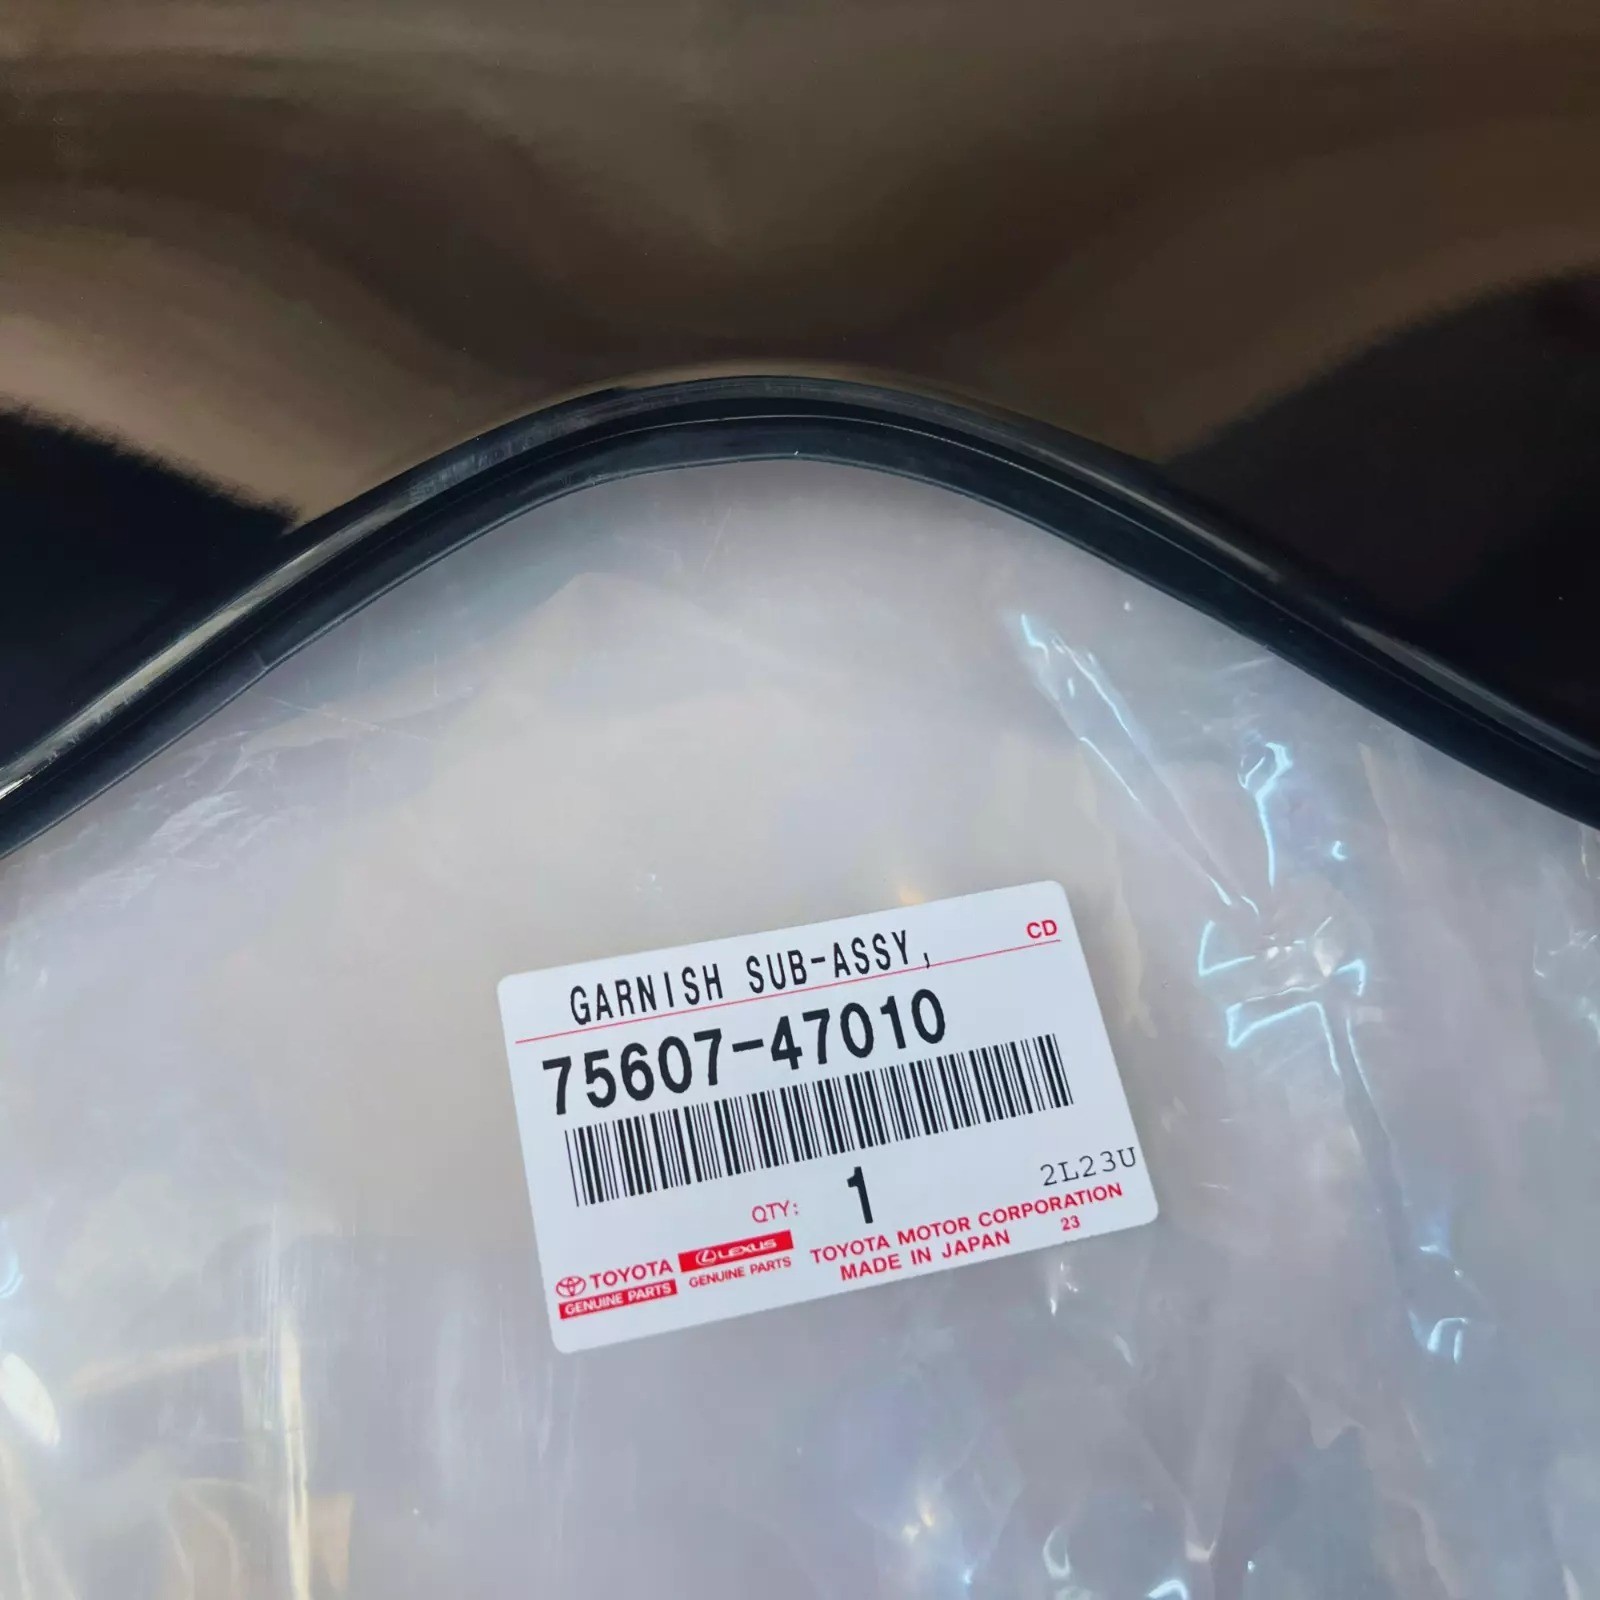 CD
GARNISH SUB-ASSY,
75607-47010
2L23U
QTY: 1
TOYOTA LEXUS TOYOTA MOTOR CORPORATION
GENUINE PARTS GENUINE PARTS MADE IN JAPAN 23